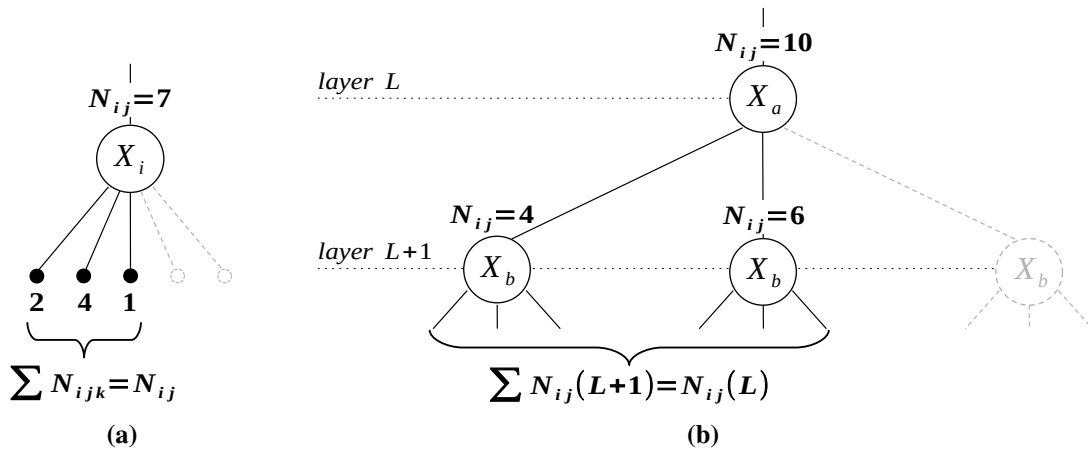 N_ij=7
X_i
2 4 1
∑ N_ijk=N_ij
(a)
N_ij=10
layer L
X_a
N_ij=4
N_ij=6
layer L+1
X_b
X_b
X_b
∑ N_ij(L+1)=N_ij(L)
(b)